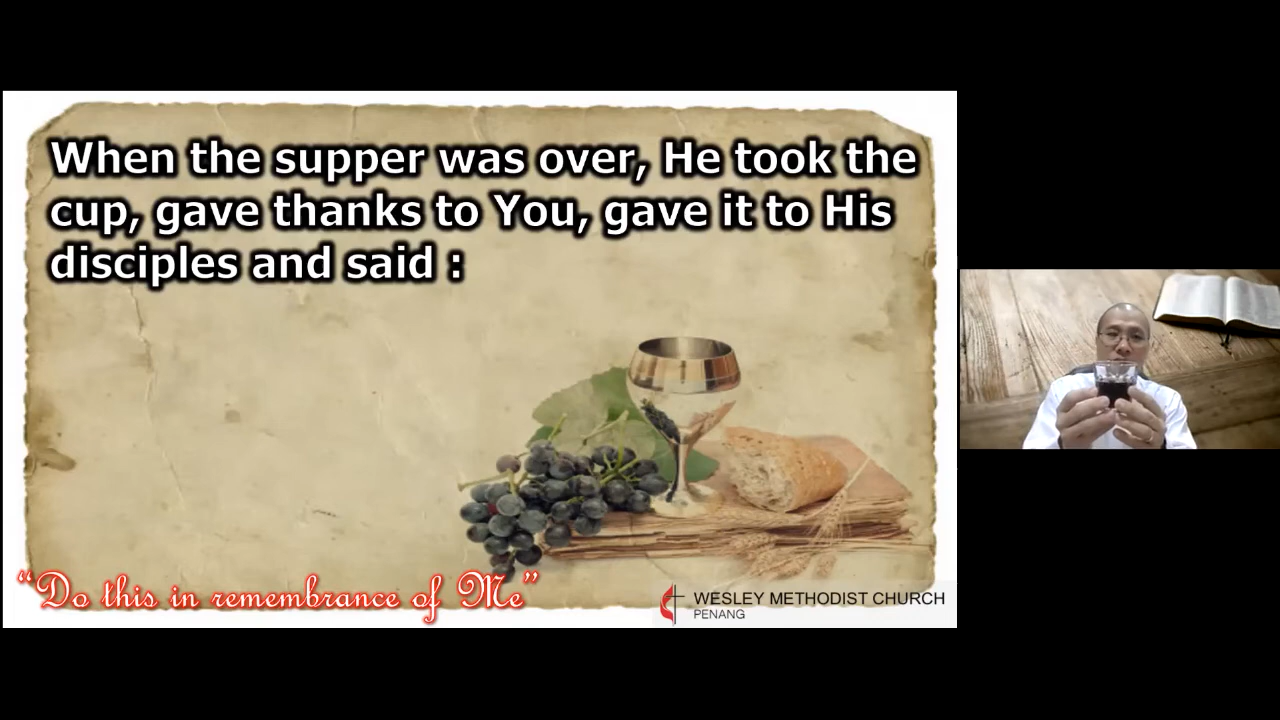 When the supper was over, He took the
cup, gave thanks to You, gave it to His
disciples and said :
“Do this in remembrance of Me”
WESLEY METHODIST CHURCH
PENANG